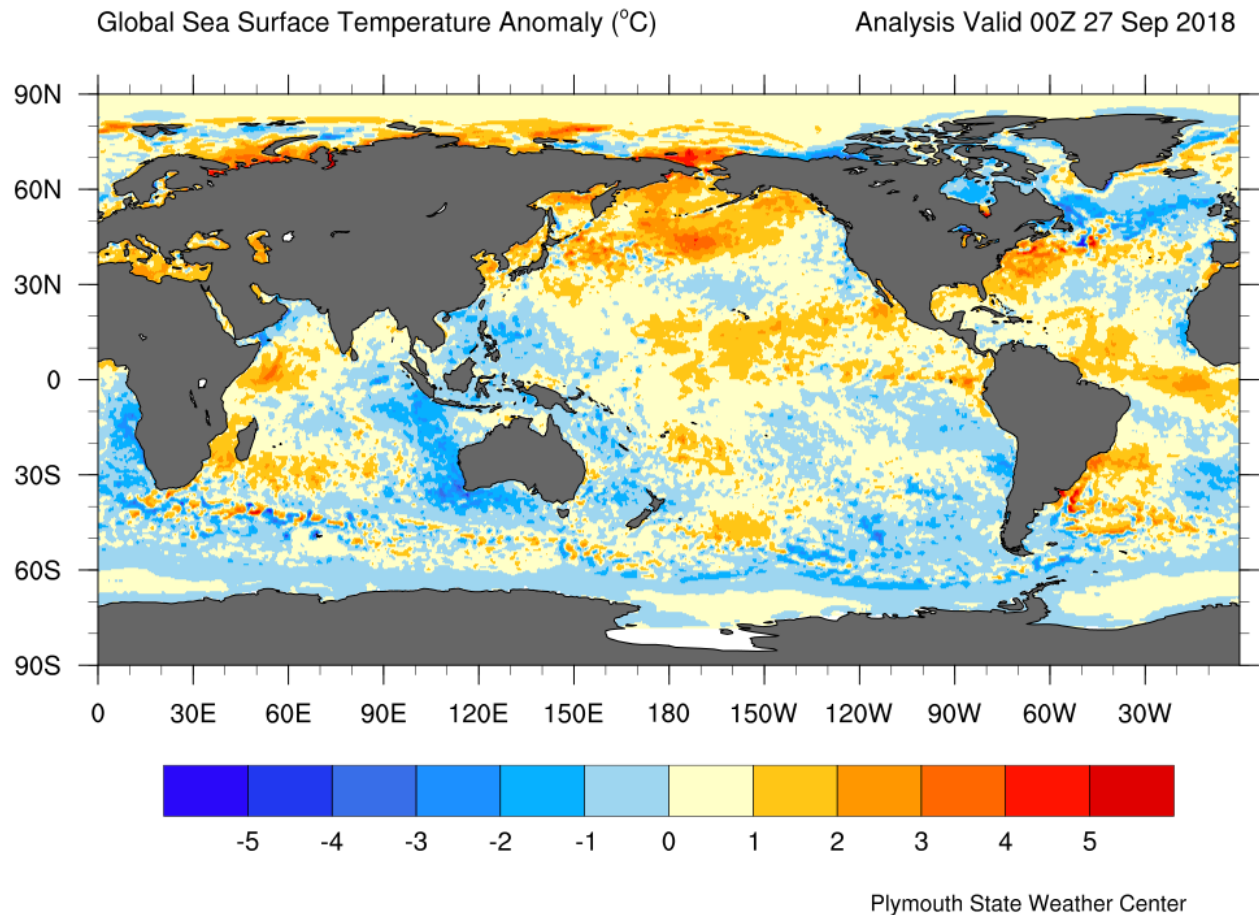 Global Sea Surface Temperature Anomaly (°C) Analysis Valid 00Z 27 Sep 2018
90N
60N
30N
0
30S
60S
90S
0 30E 60E 90E 120E 150E 180 150W 120W 90W 60W 30W
-5 -4 -3 -2 -1 0 1 2 3 4 5
Plymouth State Weather Center